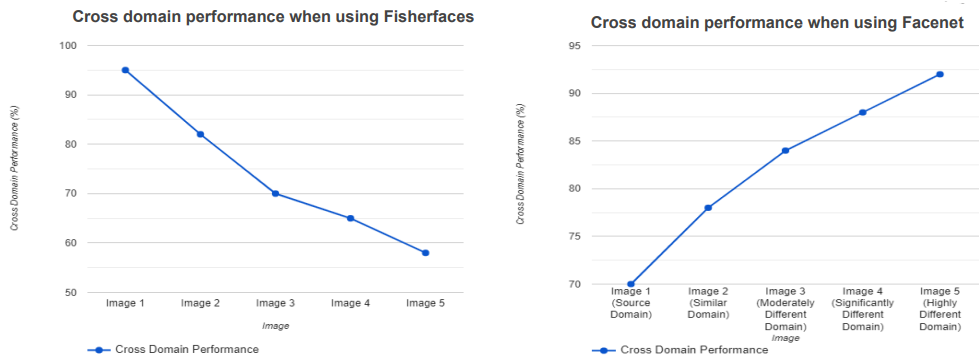 Cross domain performance when using Fisherfaces
Cross Domain Performance (%)
100
90
80
70
60
50
Image 1
Image 2
Image 3
Image 4
Image 5
Image
Cross Domain Performance
Cross domain performance when using Facenet
Cross Domain Performance (%)
95
90
85
80
75
70
Image 1
(Source
Domain)
Image 2
(Similar
Domain)
Image 3
(Moderately
Different
Domain)
Image 4
(Significantly
Different
Domain)
Image 5
(Highly
Different
Domain)
Image
Cross Domain Performance